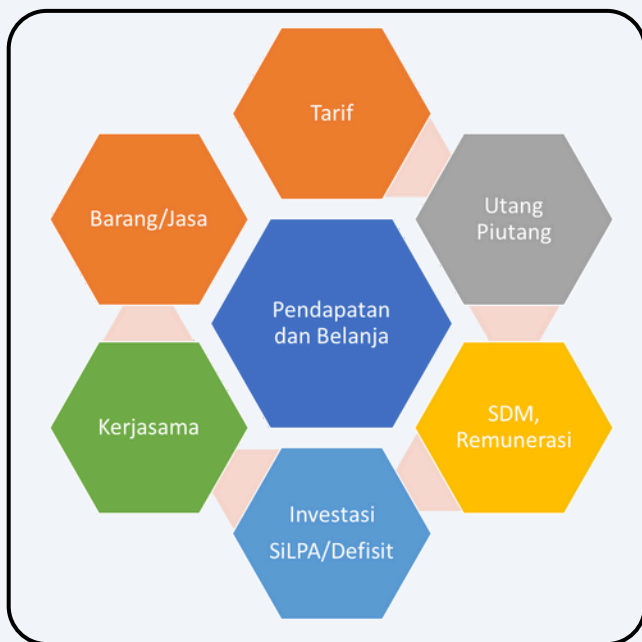 Tarif
Barang/Jasa
Utang
Piutang
Pendapatan
dan Belanja
Kerjasama
SDM,
Remunerasi
Investasi
SiLPA/Defisit